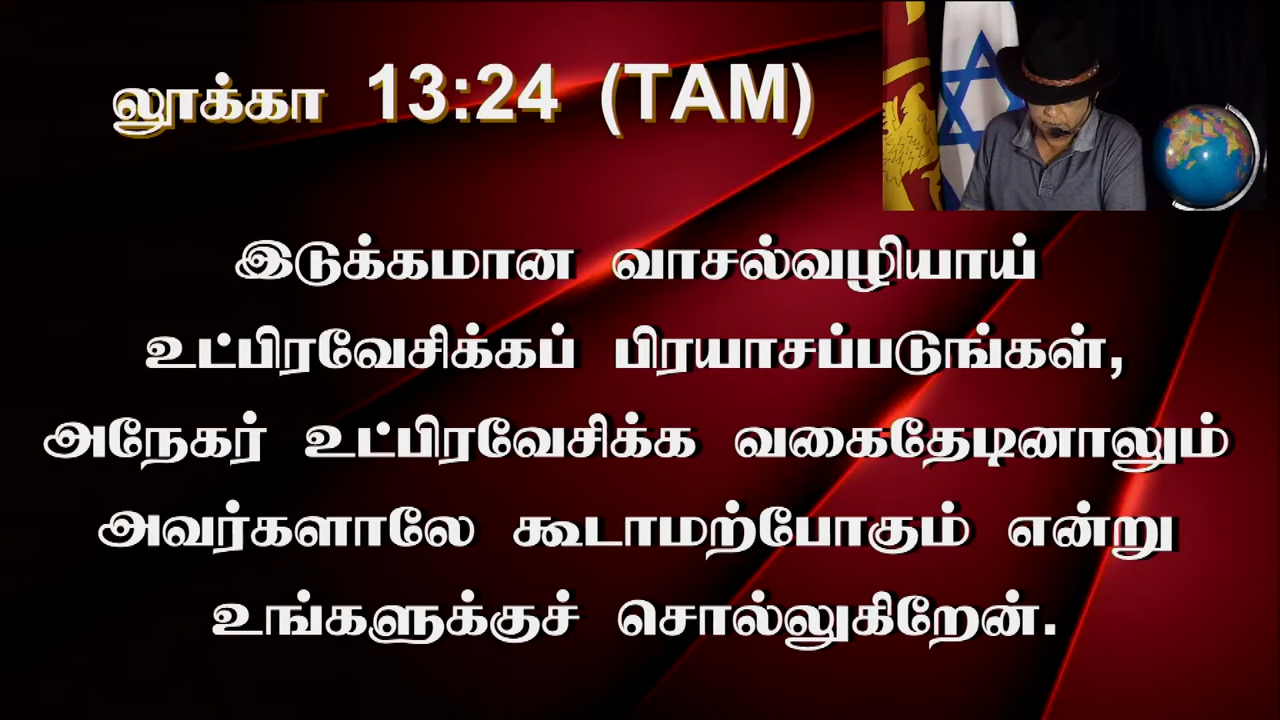 லூக்கா 13:24 (TAM)
இடுக்கமான வாசல்வழியாய்
உட்பிரவேசிக்கப் பிரயாசப்படுங்கள்,
அநேகர் உட்பிரவேசிக்க வகைதேடினாலும்
அவர்களாலே கூடாமற்போகும் என்று
உங்களுக்குச் சொல்லுகிறேன்.